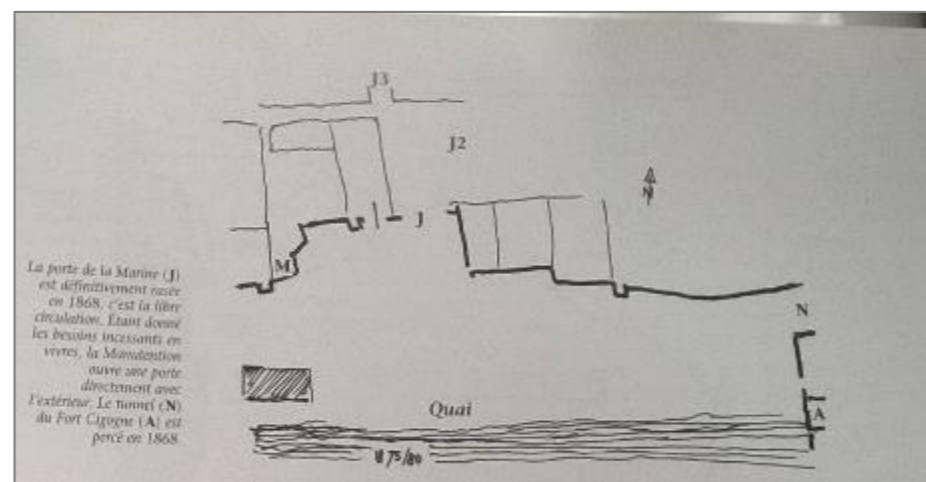 J3
J2
N
J
M
La porte de la Marine (J)
est définitivement rasée
en 1868, c'est la libre
circulation. Étant donné
les besoins incessants en
vivres, la Manutention
ouvre une porte
directement avec
l'extérieur. Le tunnel (N)
du Fort Cigogne (A) est
percé en 1868.
N
A
Quai
1875/80